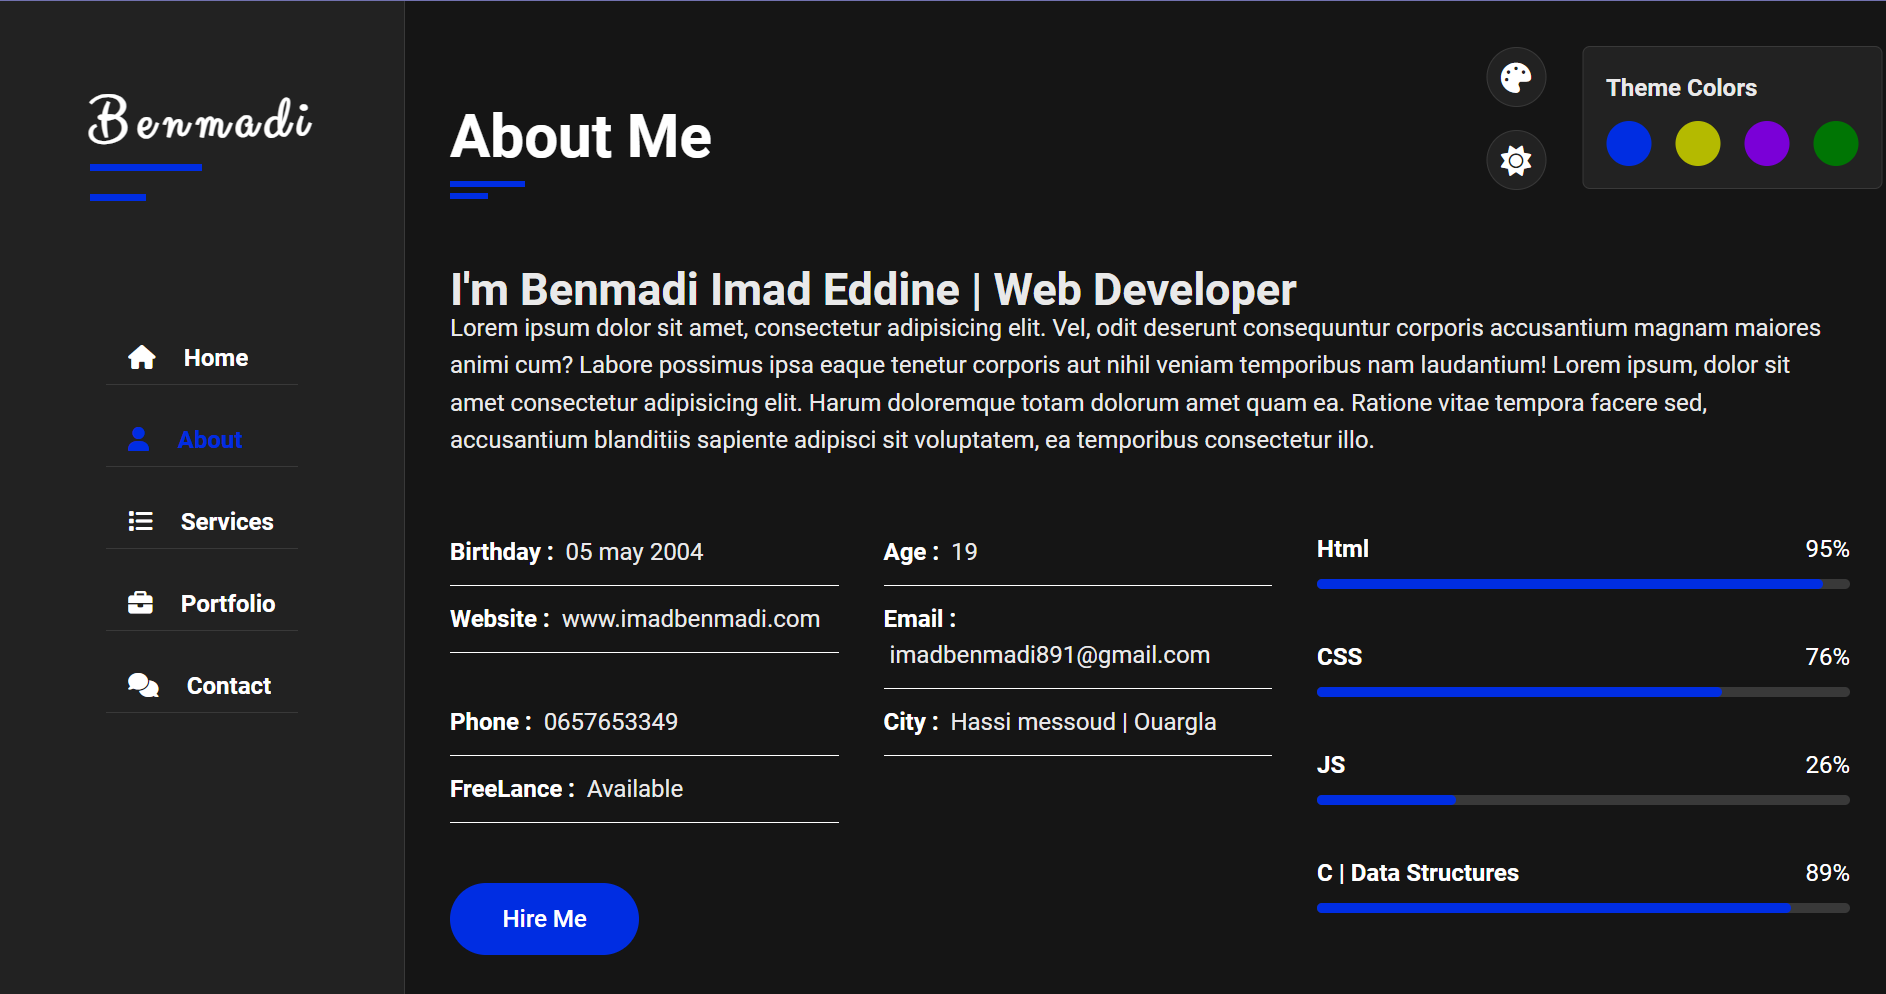 Benmadi
Home
About
Services
Portfolio
Contact
About Me
Theme Colors
I'm Benmadi Imad Eddine | Web Developer
Lorem ipsum dolor sit amet, consectetur adipisicing elit. Vel, odit deserunt consequuntur corporis accusantium magnam maiores
animi cum? Labore possimus ipsa eaque tenetur corporis aut nihil veniam temporibus nam laudantium! Lorem ipsum, dolor sit
amet consectetur adipisicing elit. Harum doloremque totam dolorum amet quam ea. Ratione vitae tempora facere sed,
accusantium blanditiis sapiente adipisci sit voluptatem, ea temporibus consectetur illo.
Birthday : 05 may 2004
Age : 19
Website : www.imadbenmadi.com
Email :
imadbenmadi891@gmail.com
Phone : 0657653349
City : Hassi messoud | Ouargla
FreeLance : Available
Hire Me
Html 95%
CSS 76%
JS 26%
C | Data Structures 89%